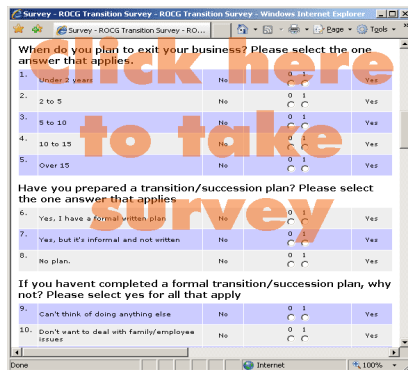 Survey - ROCG Transition Survey - Windows Internet Explorer
Survey - ROCG Transition Survey - RO...
Page
Tools
When do you plan to exit your business? Please select the one
answer that applies.
1. Under 2 years No 0 1 Yes
2. 2 to 5 No 0 1 Yes
3. 5 to 10 No 0 1 Yes
4. 10 to 15 No 0 1 Yes
5. Over 15 No 0 1 Yes
Have you prepared a transition/succession plan? Please select
the one answer that applies
6. Yes, I have a formal written plan No 0 1 Yes
7. Yes, but it's informal and not written No 0 1 Yes
8. No plan. No 0 1 Yes
If you havent completed a formal transition/succession plan, why
not? Please select yes for all that apply
9. Can't think of doing anything else No 0 1 Yes
10. Don't want to deal with family/employee
issues No 0 1 Yes
Click here
to take
survey
Done Internet 100%